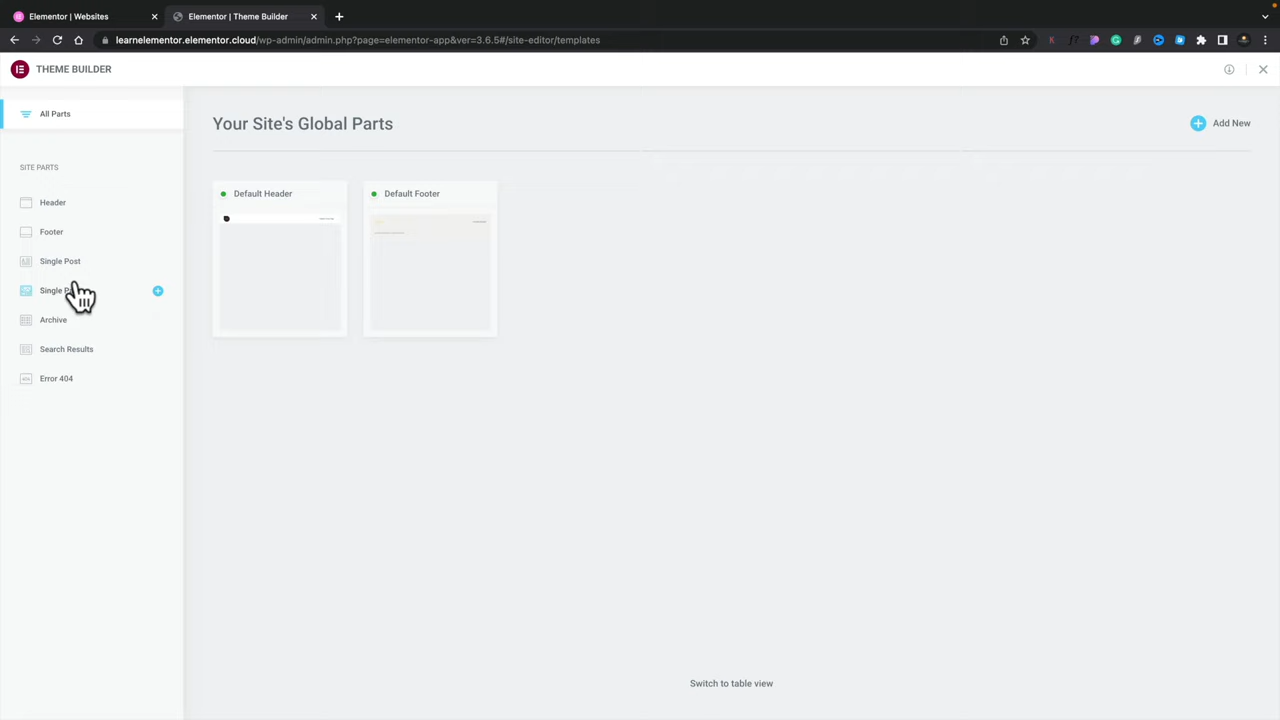 Elementor | Websites
Elementor | Theme Builder
learnelementor.elementor.cloud/wp-admin/admin.php?page=elementor-app&ver=3.6.5#/site-editor/templates
THEME BUILDER
All Parts
Your Site's Global Parts
Add New
SITE PARTS
Default Header
Default Footer
Header
Footer
Single Post
Single
Archive
Search Results
Error 404
Switch to table view